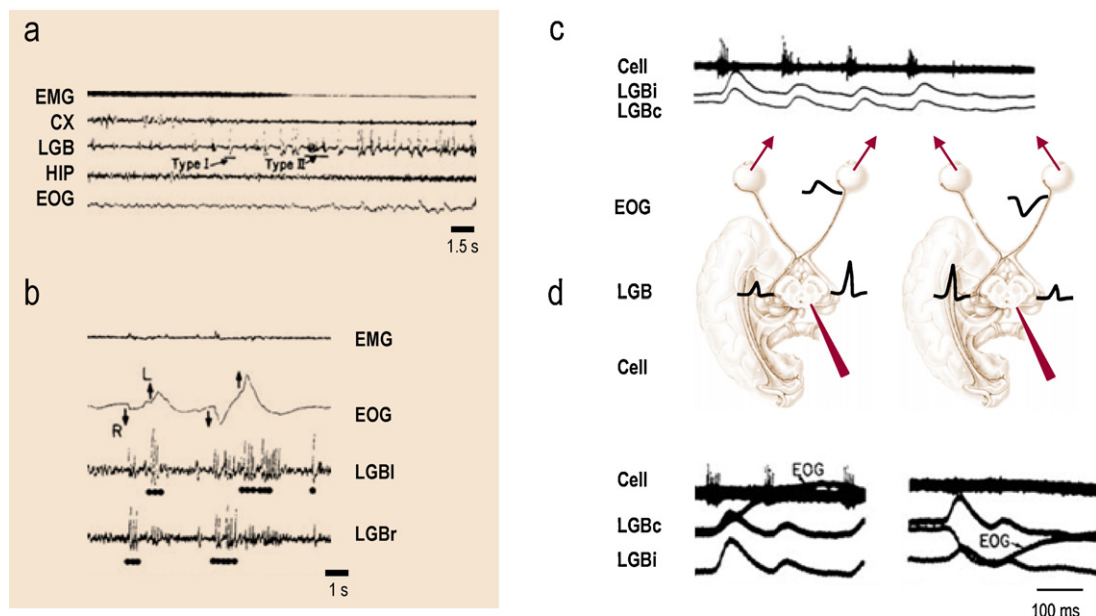 a
EMG
CX
LGB
Type I
Type II
HIP
EOG
1.5 s
b
EMG
L
EOG
R
LGBl
LGBr
1 s
c
Cell
LGBi
LGBc
EOG
d
LGB
Cell
Cell
EOG
LGBc
LGBi
EOG
100 ms